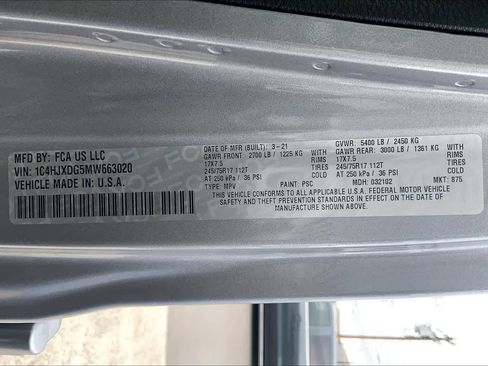 MFD BY: FCA US LLC
VIN: 1C4HJXDG5MW663020
VEHICLE MADE IN U.S.A.
DATE OF MFR (BUILT): 3-21
GAWR FRONT: 2700 LB / 1225 KG
17X7.5 RIMS
245/75R17 112T TIRES
AT 250 kPa / 36 PSI
TYPE: MPV
PAINT: PSC
GVWR: 5400 LB / 2450 KG
GAWR REAR: 3000 LB / 1361 KG
17X7.5 RIMS
245/75R17 112T TIRES
AT 250 kPa / 36 PSI
MDH: 032102
MKT: 875
THIS VEHICLE CONFORMS TO ALL APPLICABLE U.S.A. FEDERAL MOTOR VEHICLE
SAFETY AND THEFT PREVENTION STANDARDS IN EFFECT ON THE DATE OF
MANUFACTURE SHOWN ABOVE.